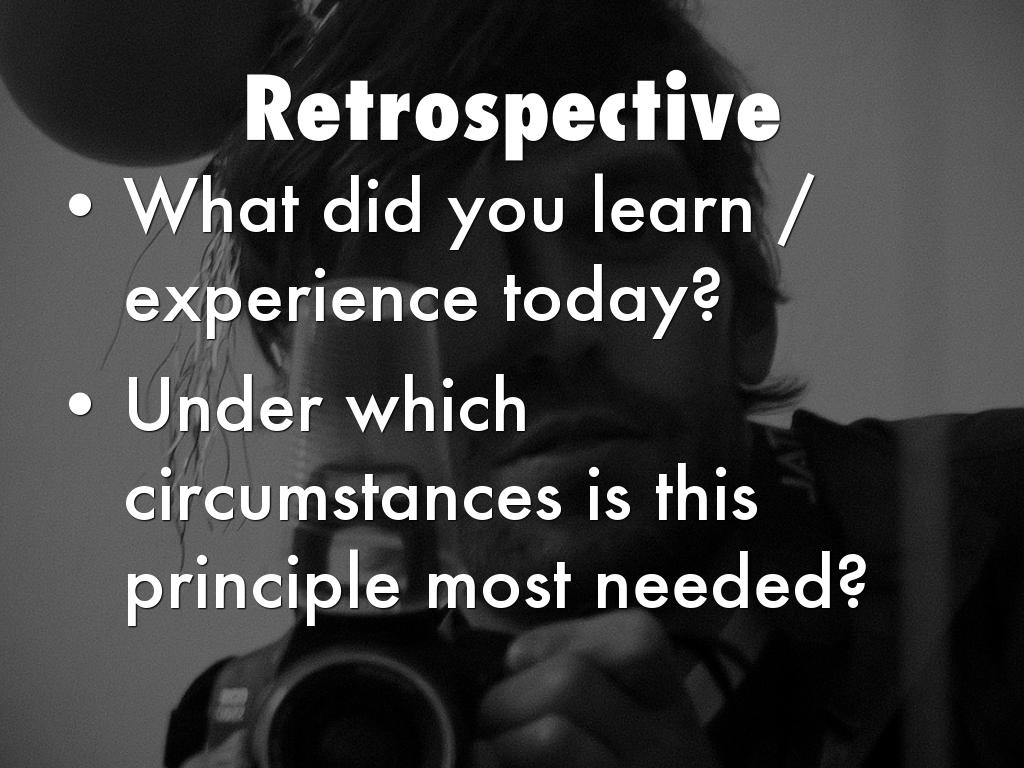 Retrospective
• What did you learn /
experience today?
• Under which
circumstances is this
principle most needed?